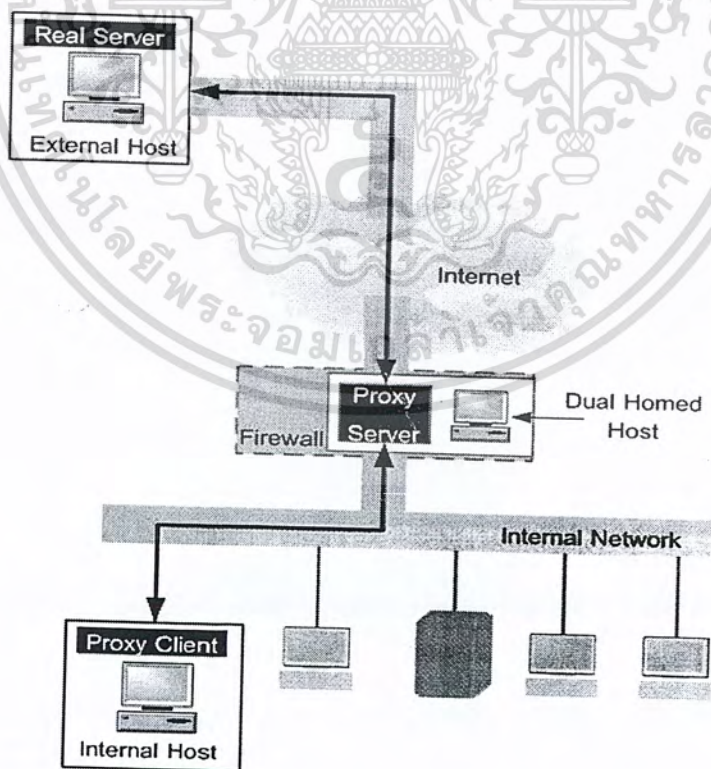 Real Server
External Host
Internet
Proxy
Server
Firewall
Dual Homed
Host
Internal Network
Proxy Client
Internal Host